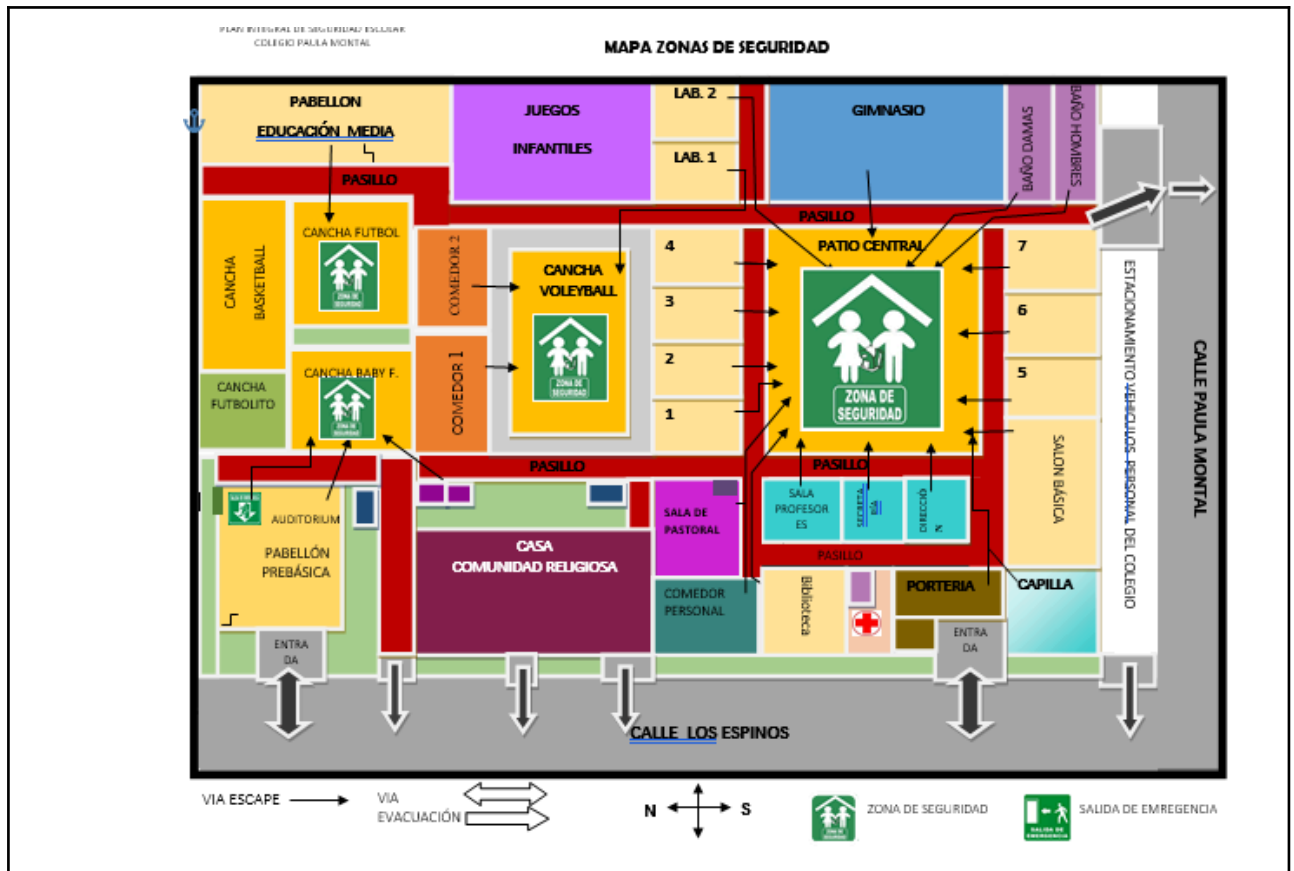 PLAN INTEGRAL DE SEGURIDAD ESCOLAR
COLEGIO PAULA MONTAL
MAPA ZONAS DE SEGURIDAD
PABELLON
EDUCACIÓN MEDIA
JUEGOS
INFANTILES
LAB. 2
LAB. 1
GIMNASIO
BAÑO DAMAS
BAÑO HOMBRES
PASILLO
PASILLO
CANCHA
BASKETBALL
CANCHA FUTBOL
ZONA DE
SEGURIDAD
COMEDOR 2
CANCHA
VOLEYBALL
ZONA DE
SEGURIDAD
4
3
2
1
PATIO CENTRAL
ZONA DE
SEGURIDAD
7
6
5
ESTACIONAMIENTO VEHICULOS PERSONAL DEL COLEGIO
CALLE PAULA MONTAL
CANCHA
FUTBOLITO
CANCHA BABY F.
ZONA DE
SEGURIDAD
COMEDOR 1
PASILLO
PASILLO
SALON BÁSICA
AUDITORIUM
PABELLÓN
PREBÁSICA
SALA DE
PASTORAL
SALA
PROFESOR
ES
DIRECCIÓ
N
CASA
COMUNIDAD RELIGIOSA
PASILLO
COMEDOR
PERSONAL
Biblioteca
PORTERIA
CAPILLA
ENTRA
DA
ENTRA
DA
CALLE LOS ESPINOS
VIA ESCAPE
VIA
EVACUACIÓN
N
S
ZONA DE SEGURIDAD
SALIDA DE
EMERGENCIA
SALIDA DE EMREGENCIA